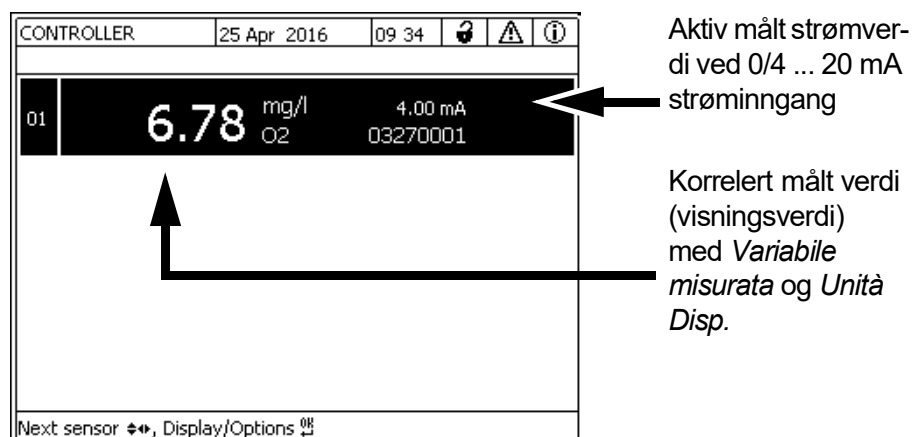 CONTROLLER 25 Apr 2016 09 34
01 6.78 mg/l O2 4.00 mA 03270001
Next sensor, Display/Options OK
Aktiv målt strømver-
di ved 0/4 ... 20 mA
strøminngang
Korrelert målt verdi
(visningsverdi)
med Variabile
misurata og Unità
Disp.